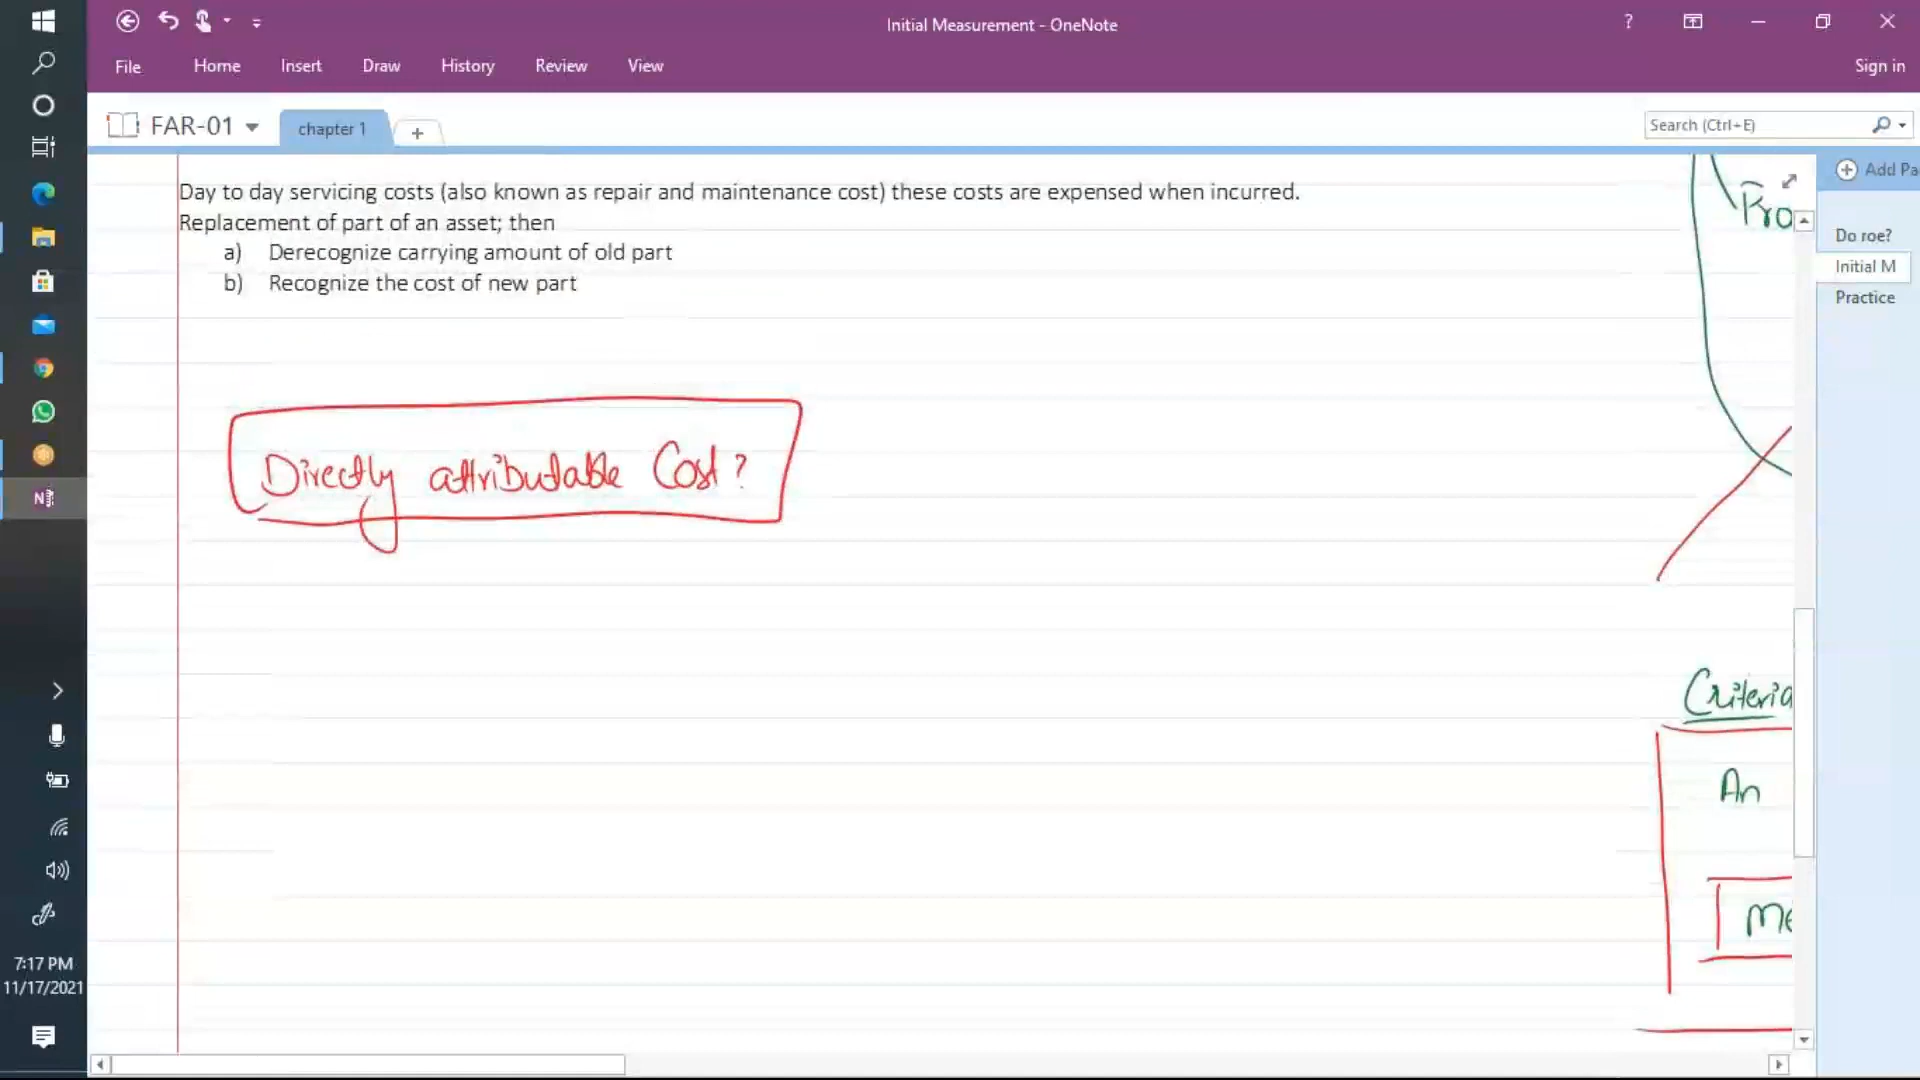 Initial Measurement - OneNote
?
File Home Insert Draw History Review View
Sign in
FAR-01 chapter 1 +
Search (Ctrl+E)
Add Pa
Do roe?
Initial M
Practice
Day to day servicing costs (also known as repair and maintenance cost) these costs are expensed when incurred.
Replacement of part of an asset; then
a) Derecognize carrying amount of old part
b) Recognize the cost of new part
Pro
Directly attributable Cost?
Criteria
An
Me
7:17 PM
11/17/2021